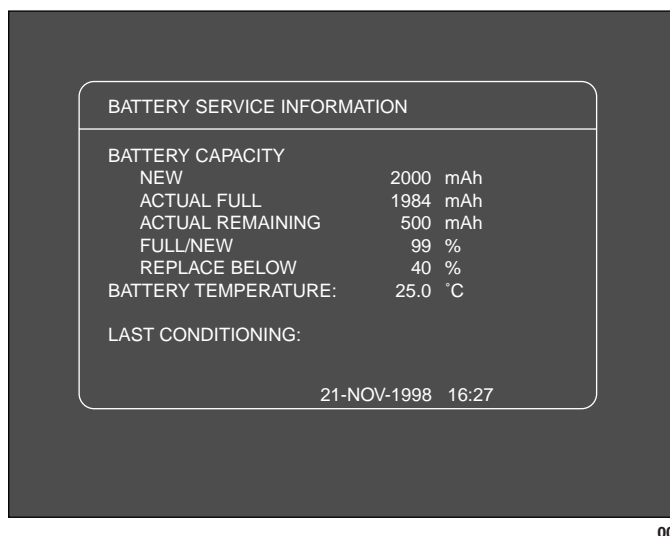 BATTERY SERVICE INFORMATION
BATTERY CAPACITY
NEW 2000 mAh
ACTUAL FULL 1984 mAh
ACTUAL REMAINING 500 mAh
FULL/NEW 99 %
REPLACE BELOW 40 %
BATTERY TEMPERATURE: 25.0 °C
LAST CONDITIONING:
21-NOV-1998 16:27
00